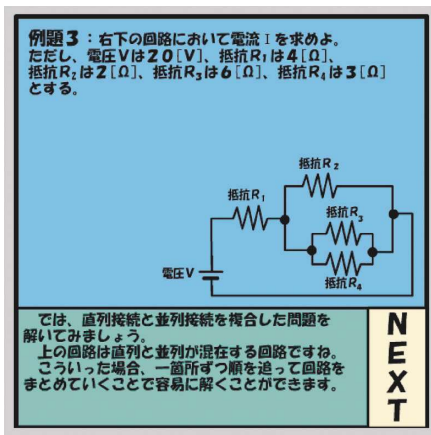 例題3：右下の回路において電流Iを求めよ。
ただし、電圧Vは20[V]、抵抗R₁は4[Ω]、
抵抗R₂は2[Ω]、抵抗R₃は6[Ω]、抵抗R₄は3[Ω]
とする。
抵抗R₂
抵抗R₁
抵抗R₃
電圧V
抵抗R₄
では、直列接続と並列接続を複合した問題を
解いてみましょう。
上の回路は直列と並列が混在する回路ですね。
こういった場合、一箇所ずつ順を追って回路を
まとめていくことで容易に解くことができます。
NEXT